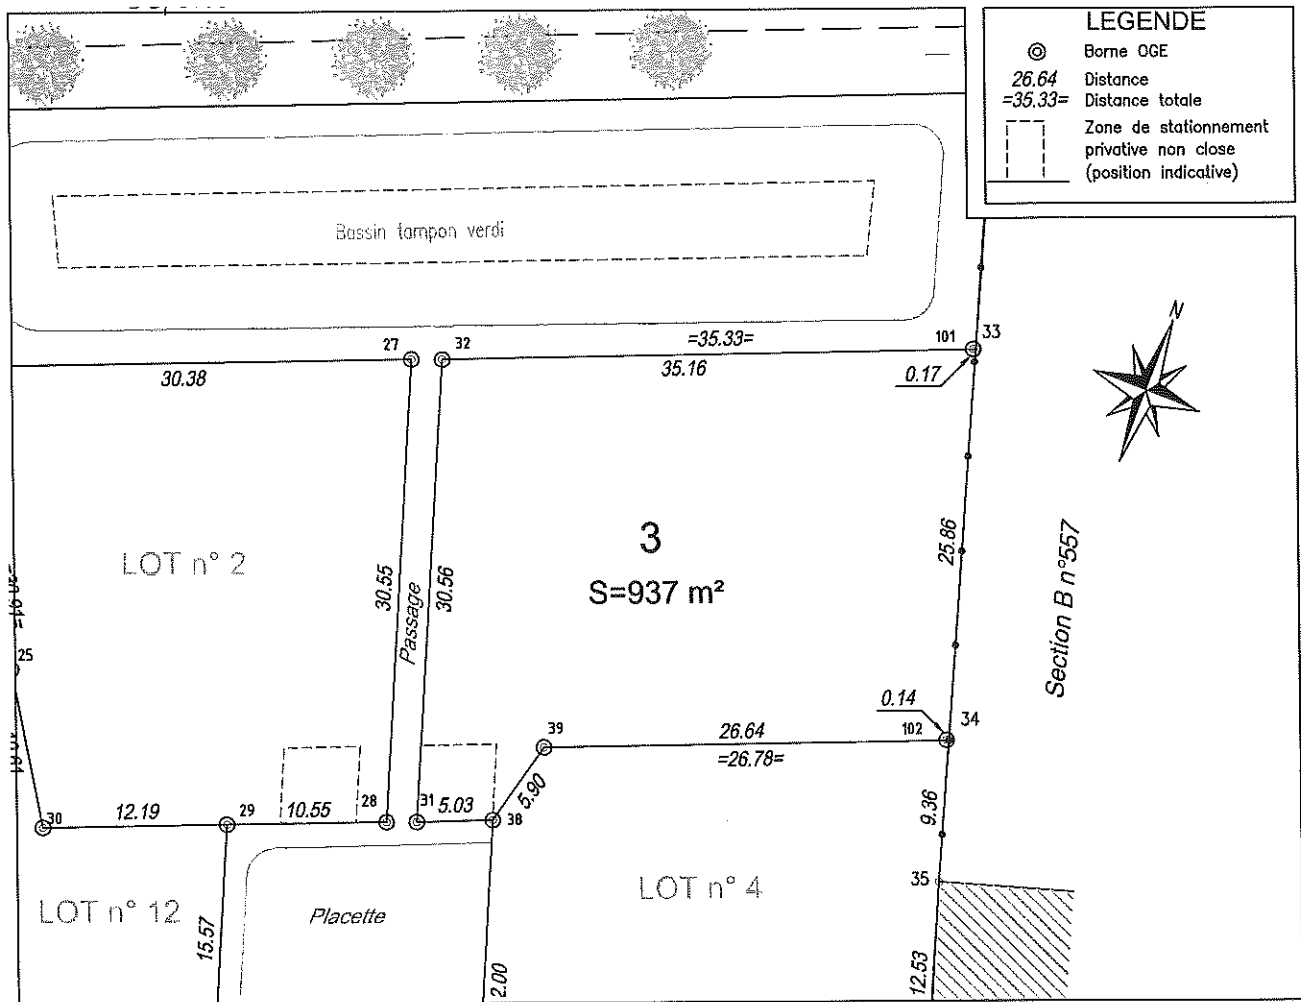 LEGENDE
Borne OGE
26.64 Distance
=35.33= Distance totale
Zone de stationnement
privative non close
(position indicative)
Bassin tampon verdi
N
27
32
=35.33=
101
33
30.38
35.16
0.17
3
S=937 m²
LOT n° 2
30.55
Passage
30.56
25.86
Section B n°557
25
0.14
34
39
26.64
102
=26.78=
5.90
12.19
29
10.55
28
31
5.03
38
30
9.36
35
LOT n° 12
15.57
Placette
LOT n° 4
2.00
12.53